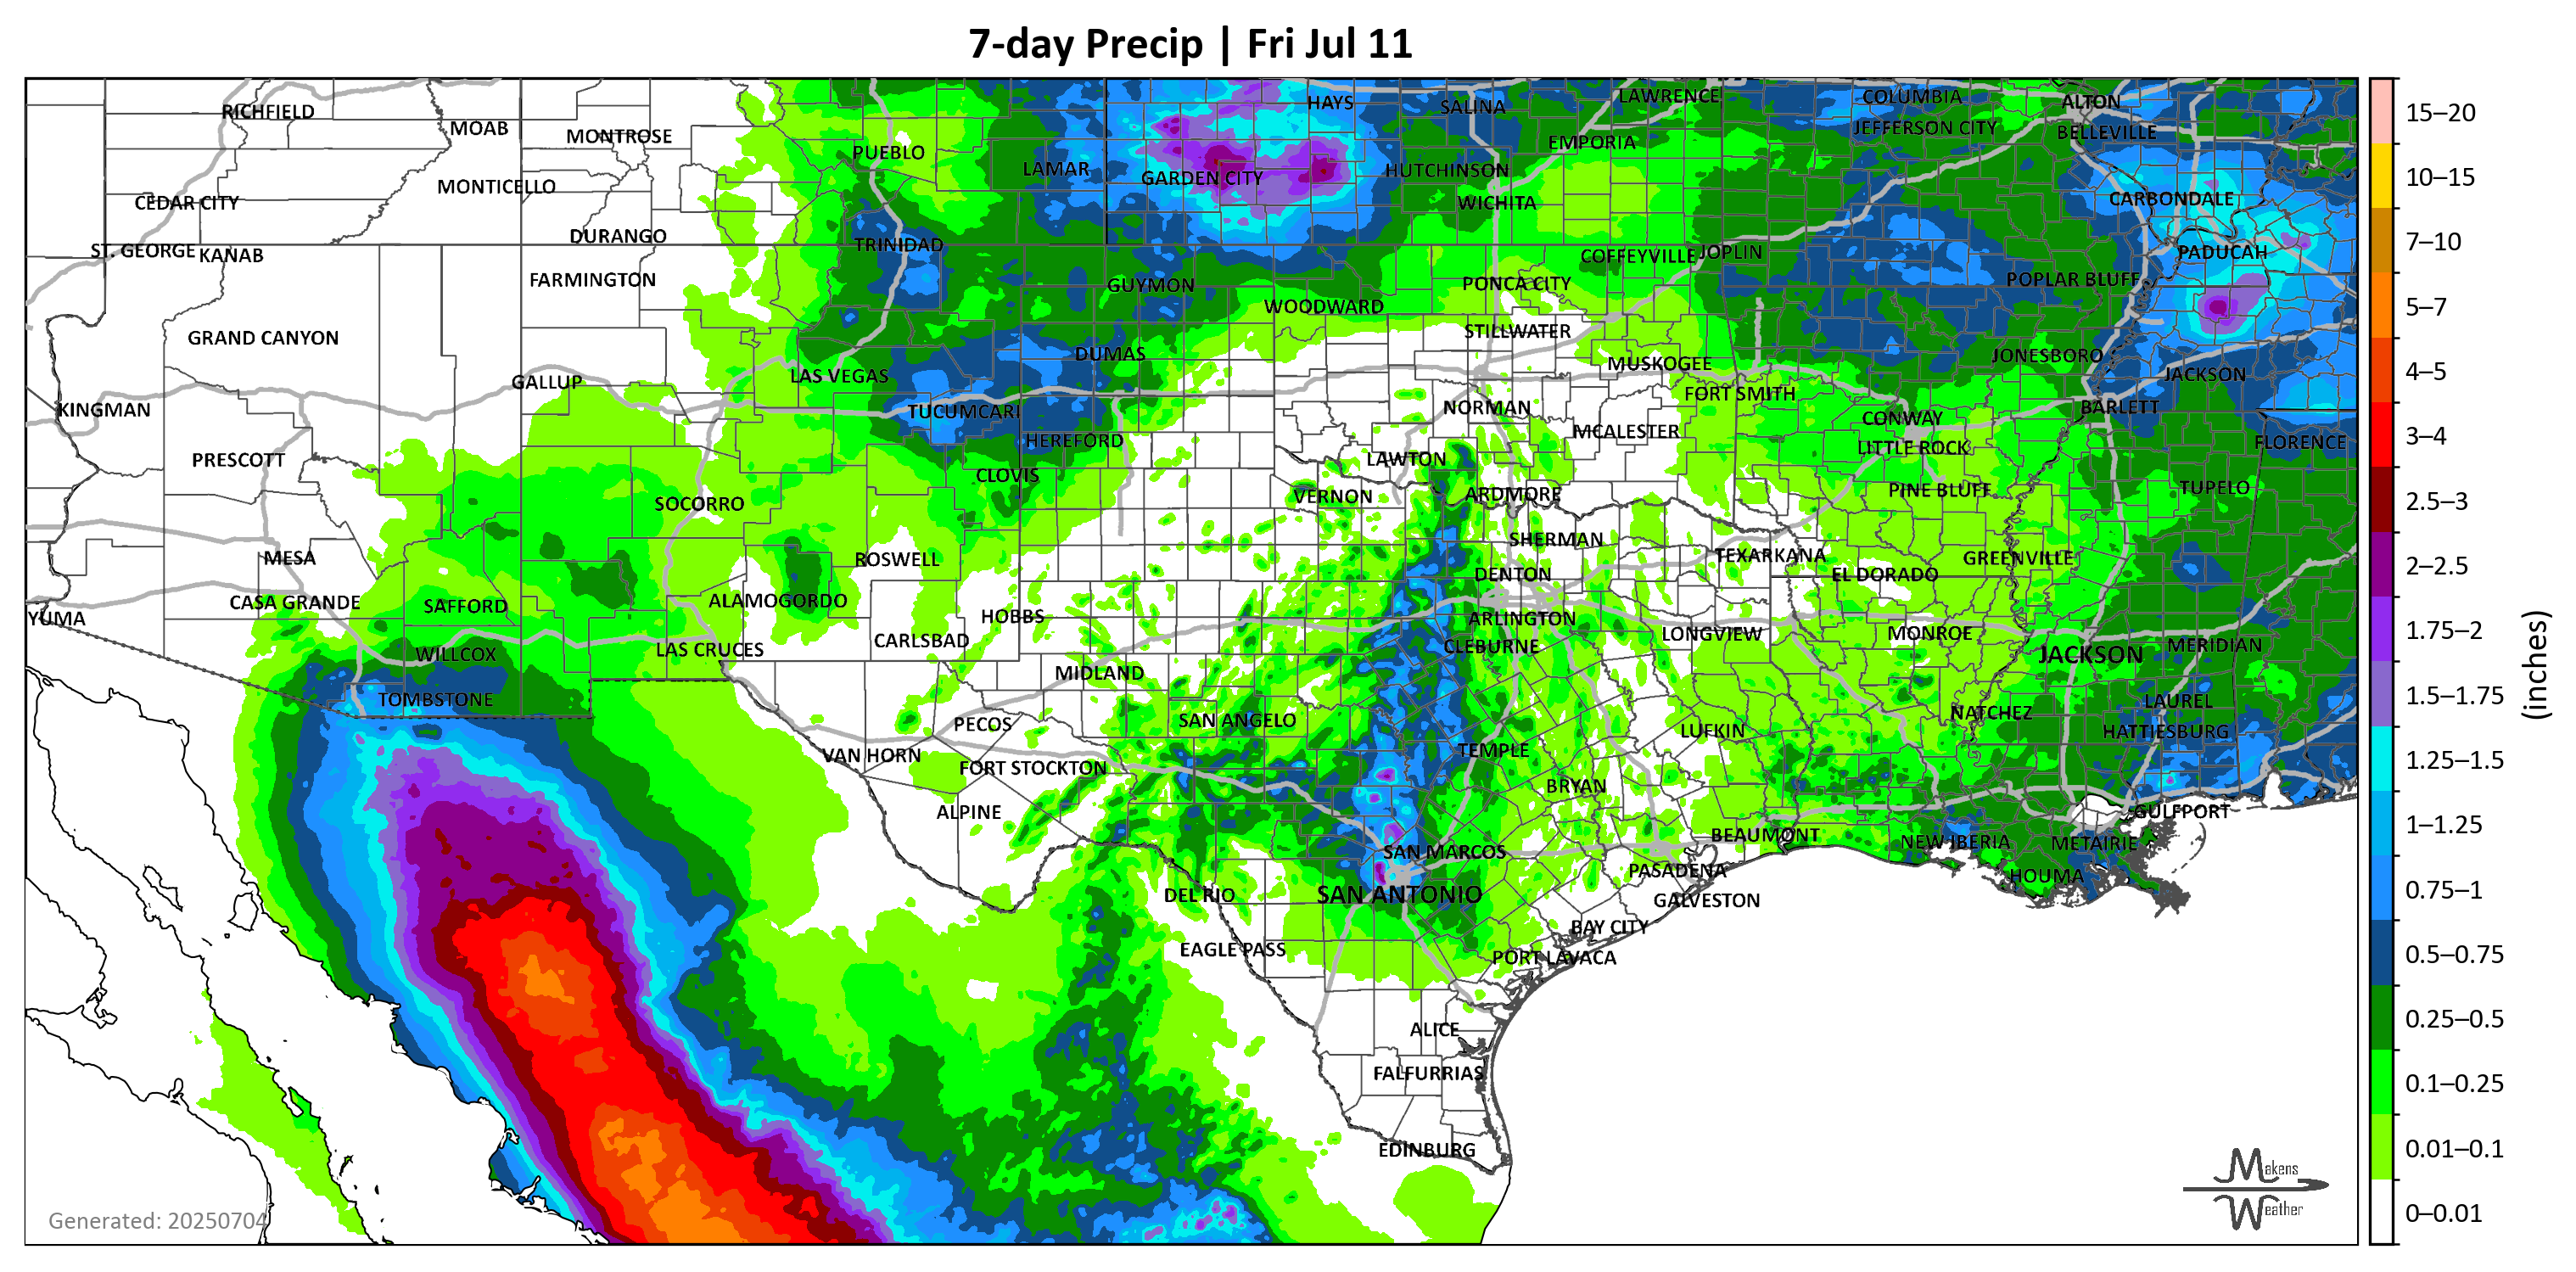 7-day Precip | Fri Jul 11
RICHFIELD
MOAB
MONTROSE
PUEBLO
LAMAR
HAYS
SALINA
LAWRENCE
COLUMBIA
ALTON
JEFFERSON CITY
BELLEVILLE
EMPORIA
GARDEN CITY
HUTCHINSON
MONTICELLO
CEDAR CITY
WICHITA
CARBONDALE
DURANGO
TRINIDAD
ST. GEORGE
KANAB
COFFEYVILLE
JOPLIN
PADUCAH
FARMINGTON
GUYMON
PONCA CITY
POPLAR BLUFF
WOODWARD
GRAND CANYON
STILLWATER
DUMAS
JONESBORO
MUSKOGEE
GALLUP
LAS VEGAS
JACKSON
FORT SMITH
KINGMAN
TUCUMCARI
NORMAN
BARLETT
CONWAY
HEREFORD
MCALESTER
LITTLE ROCK
FLORENCE
PRESCOTT
CLOVIS
LAWTON
SOCORRO
VERNON
ARDMORE
PINE BLUFF
TUPELO
MESA
ROSWELL
SHERMAN
TEXARKANA
GREENVILLE
DENTON
EL DORADO
CASA GRANDE
SAFFORD
ALAMOGORDO
YUMA
HOBBS
ARLINGTON
CARLSBAD
LONGVIEW
MONROE
WILLCOX
LAS CRUCES
CLEBURNE
JACKSON
MERIDIAN
MIDLAND
TOMBSTONE
LAUREL
PECOS
SAN ANGELO
NATCHEZ
LUFKIN
HATTIESBURG
VAN HORN
TEMPLE
FORT STOCKTON
BRYAN
ALPINE
GULFPORT
BEAUMONT
NEW IBERIA
METAIRIE
SAN MARCOS
PASADENA
HOUMA
DEL RIO
SAN ANTONIO
GALVESTON
BAY CITY
EAGLE PASS
PORT LAVACA
ALICE
FALFURRIAS
EDINBURG
Generated: 20250704
Makens
Weather
15–20
10–15
7–10
5–7
4–5
3–4
2.5–3
2–2.5
1.75–2
1.5–1.75
1.25–1.5
1–1.25
0.75–1
0.5–0.75
0.25–0.5
0.1–0.25
0.01–0.1
0–0.01
(inches)